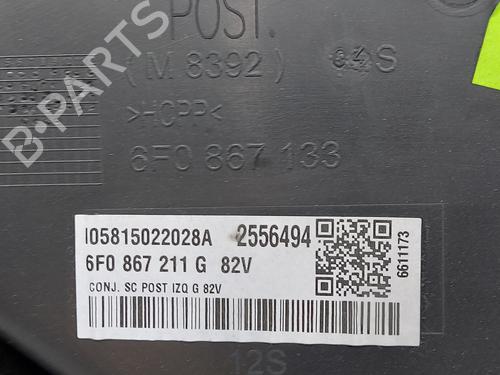 POST.
( M 8392 )
>HCPP<
6F0 867 133
B-PARTS
I05815022028A 2556494
6F0 867 211 G 82V
CONJ. SC POST IZQ G 82V
6611173
12S